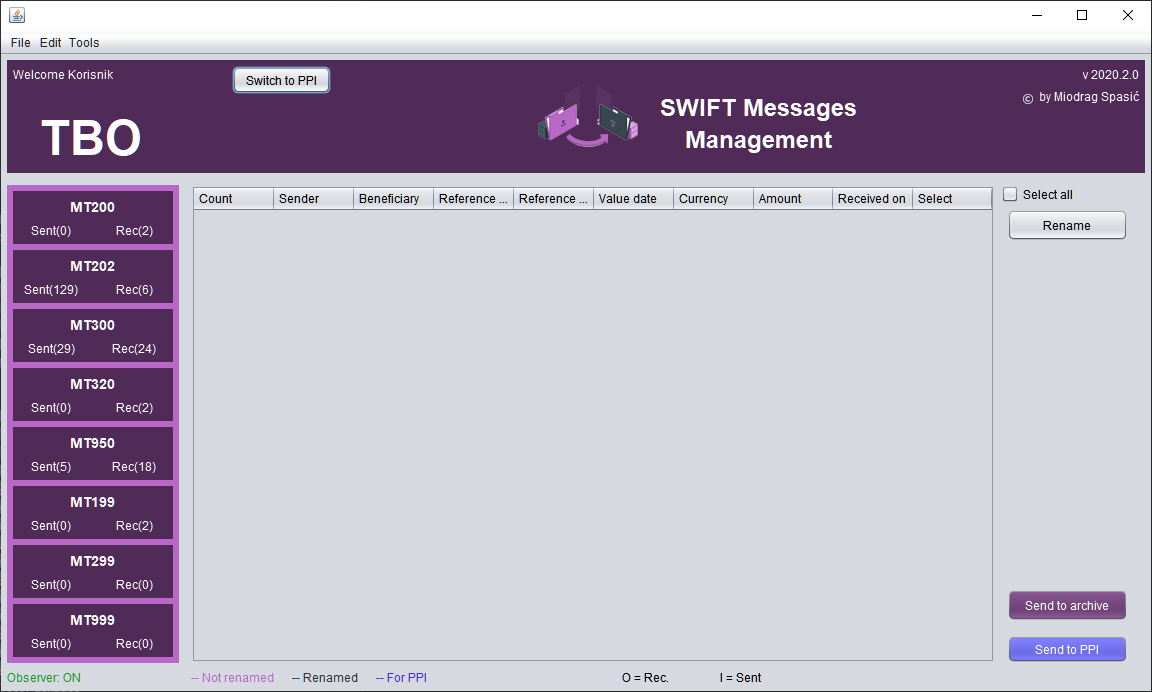 File Edit Tools
Welcome Korisnik
Switch to PPI
v 2020.2.0
© by Miodrag Spasić
TBO
SWIFT Messages
Management
MT200
Sent(0) Rec(2)
MT202
Sent(129) Rec(6)
MT300
Sent(29) Rec(24)
MT320
Sent(0) Rec(2)
MT950
Sent(5) Rec(18)
MT199
Sent(0) Rec(2)
MT299
Sent(0) Rec(0)
MT999
Sent(0) Rec(0)
Count Sender Beneficiary Reference ... Reference ... Value date Currency Amount Received on Select
Select all
Rename
Send to archive
Send to PPI
Observer: ON -- Not renamed -- Renamed -- For PPI O = Rec. I = Sent